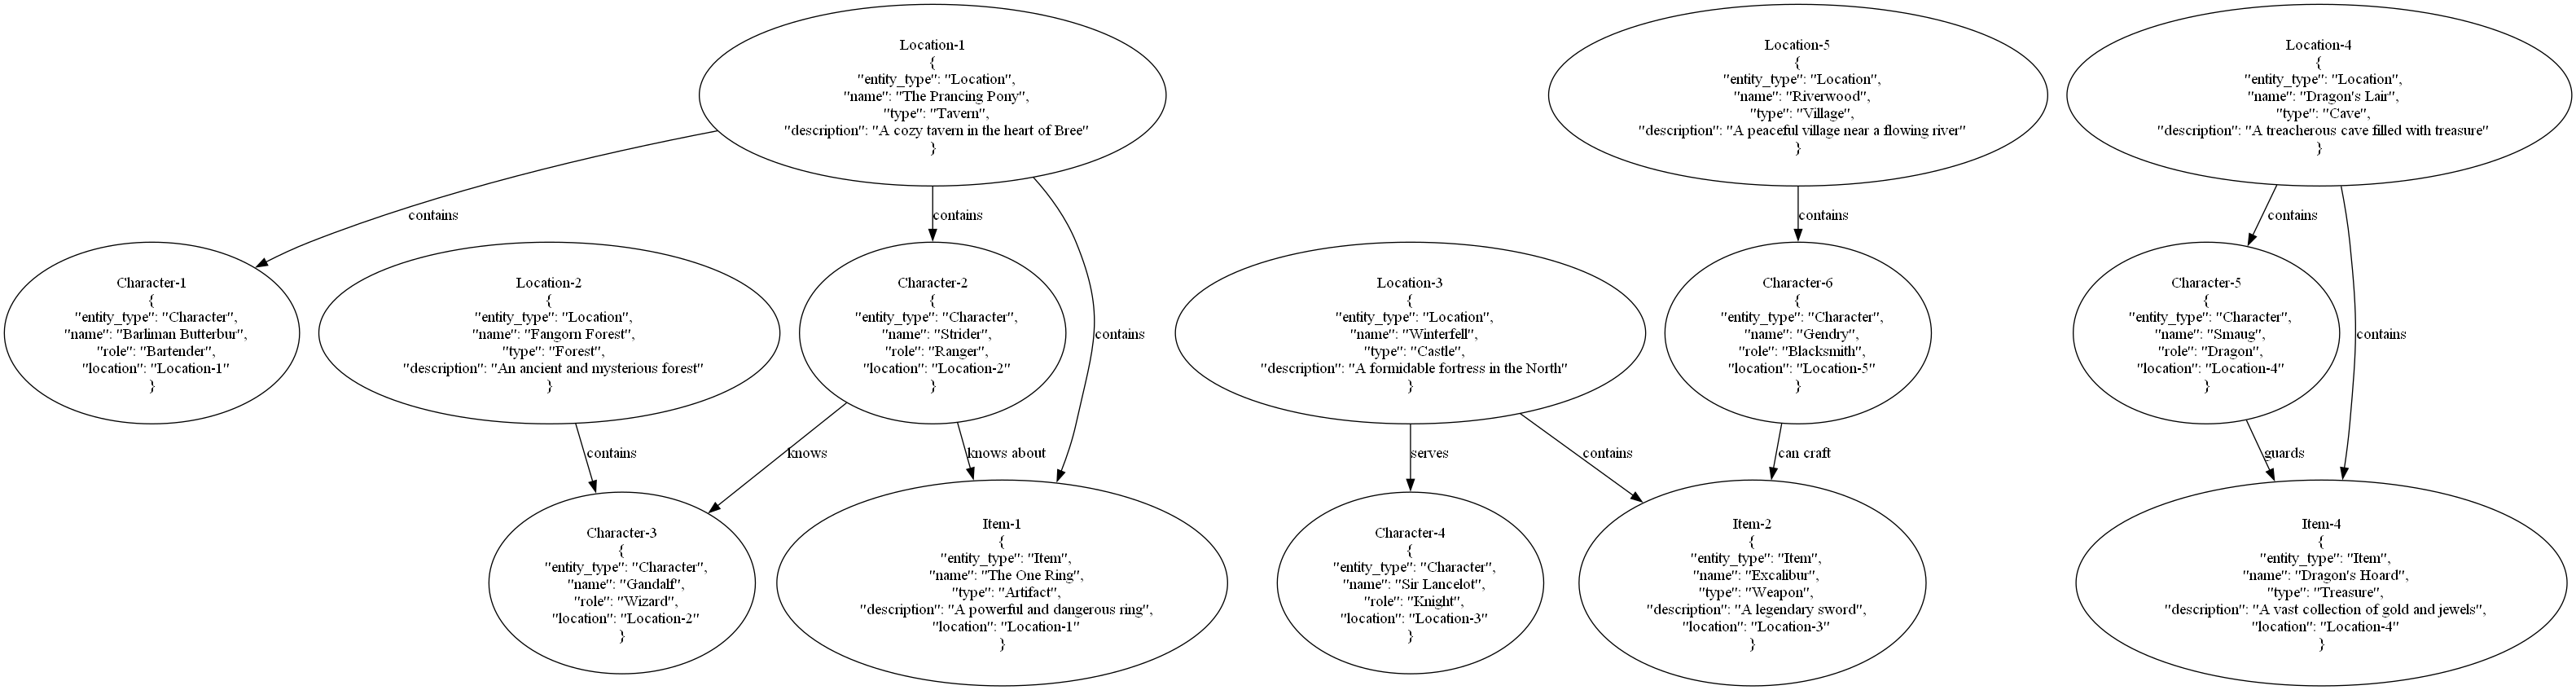 Location-1
{
"entity_type": "Location",
"name": "The Prancing Pony",
"type": "Tavern",
"description": "A cozy tavern in the heart of Bree"
}
Location-5
{
"entity_type": "Location",
"name": "Riverwood",
"type": "Village",
"description": "A peaceful village near a flowing river"
}
Location-4
{
"entity_type": "Location",
"name": "Dragon's Lair",
"type": "Cave",
"description": "A treacherous cave filled with treasure"
}
contains
contains
contains
contains
Character-1
{
"entity_type": "Character",
"name": "Barliman Butterbur",
"role": "Bartender",
"location": "Location-1"
}
Location-2
{
"entity_type": "Location",
"name": "Fangorn Forest",
"type": "Forest",
"description": "An ancient and mysterious forest"
}
Character-2
{
"entity_type": "Character",
"name": "Strider",
"role": "Ranger",
"location": "Location-2"
}
contains
Location-3
{
"entity_type": "Location",
"name": "Winterfell",
"type": "Castle",
"description": "A formidable fortress in the North"
}
Character-6
{
"entity_type": "Character",
"name": "Gendry",
"role": "Blacksmith",
"location": "Location-5"
}
Character-5
{
"entity_type": "Character",
"name": "Smaug",
"role": "Dragon",
"location": "Location-4"
}
contains
contains
knows
knows about
serves
contains
can craft
guards
Character-3
{
"entity_type": "Character",
"name": "Gandalf",
"role": "Wizard",
"location": "Location-2"
}
Item-1
{
"entity_type": "Item",
"name": "The One Ring",
"type": "Artifact",
"description": "A powerful and dangerous ring",
"location": "Location-1"
}
Character-4
{
"entity_type": "Character",
"name": "Sir Lancelot",
"role": "Knight",
"location": "Location-3"
}
Item-2
{
"entity_type": "Item",
"name": "Excalibur",
"type": "Weapon",
"description": "A legendary sword",
"location": "Location-3"
}
Item-4
{
"entity_type": "Item",
"name": "Dragon's Hoard",
"type": "Treasure",
"description": "A vast collection of gold and jewels",
"location": "Location-4"
}